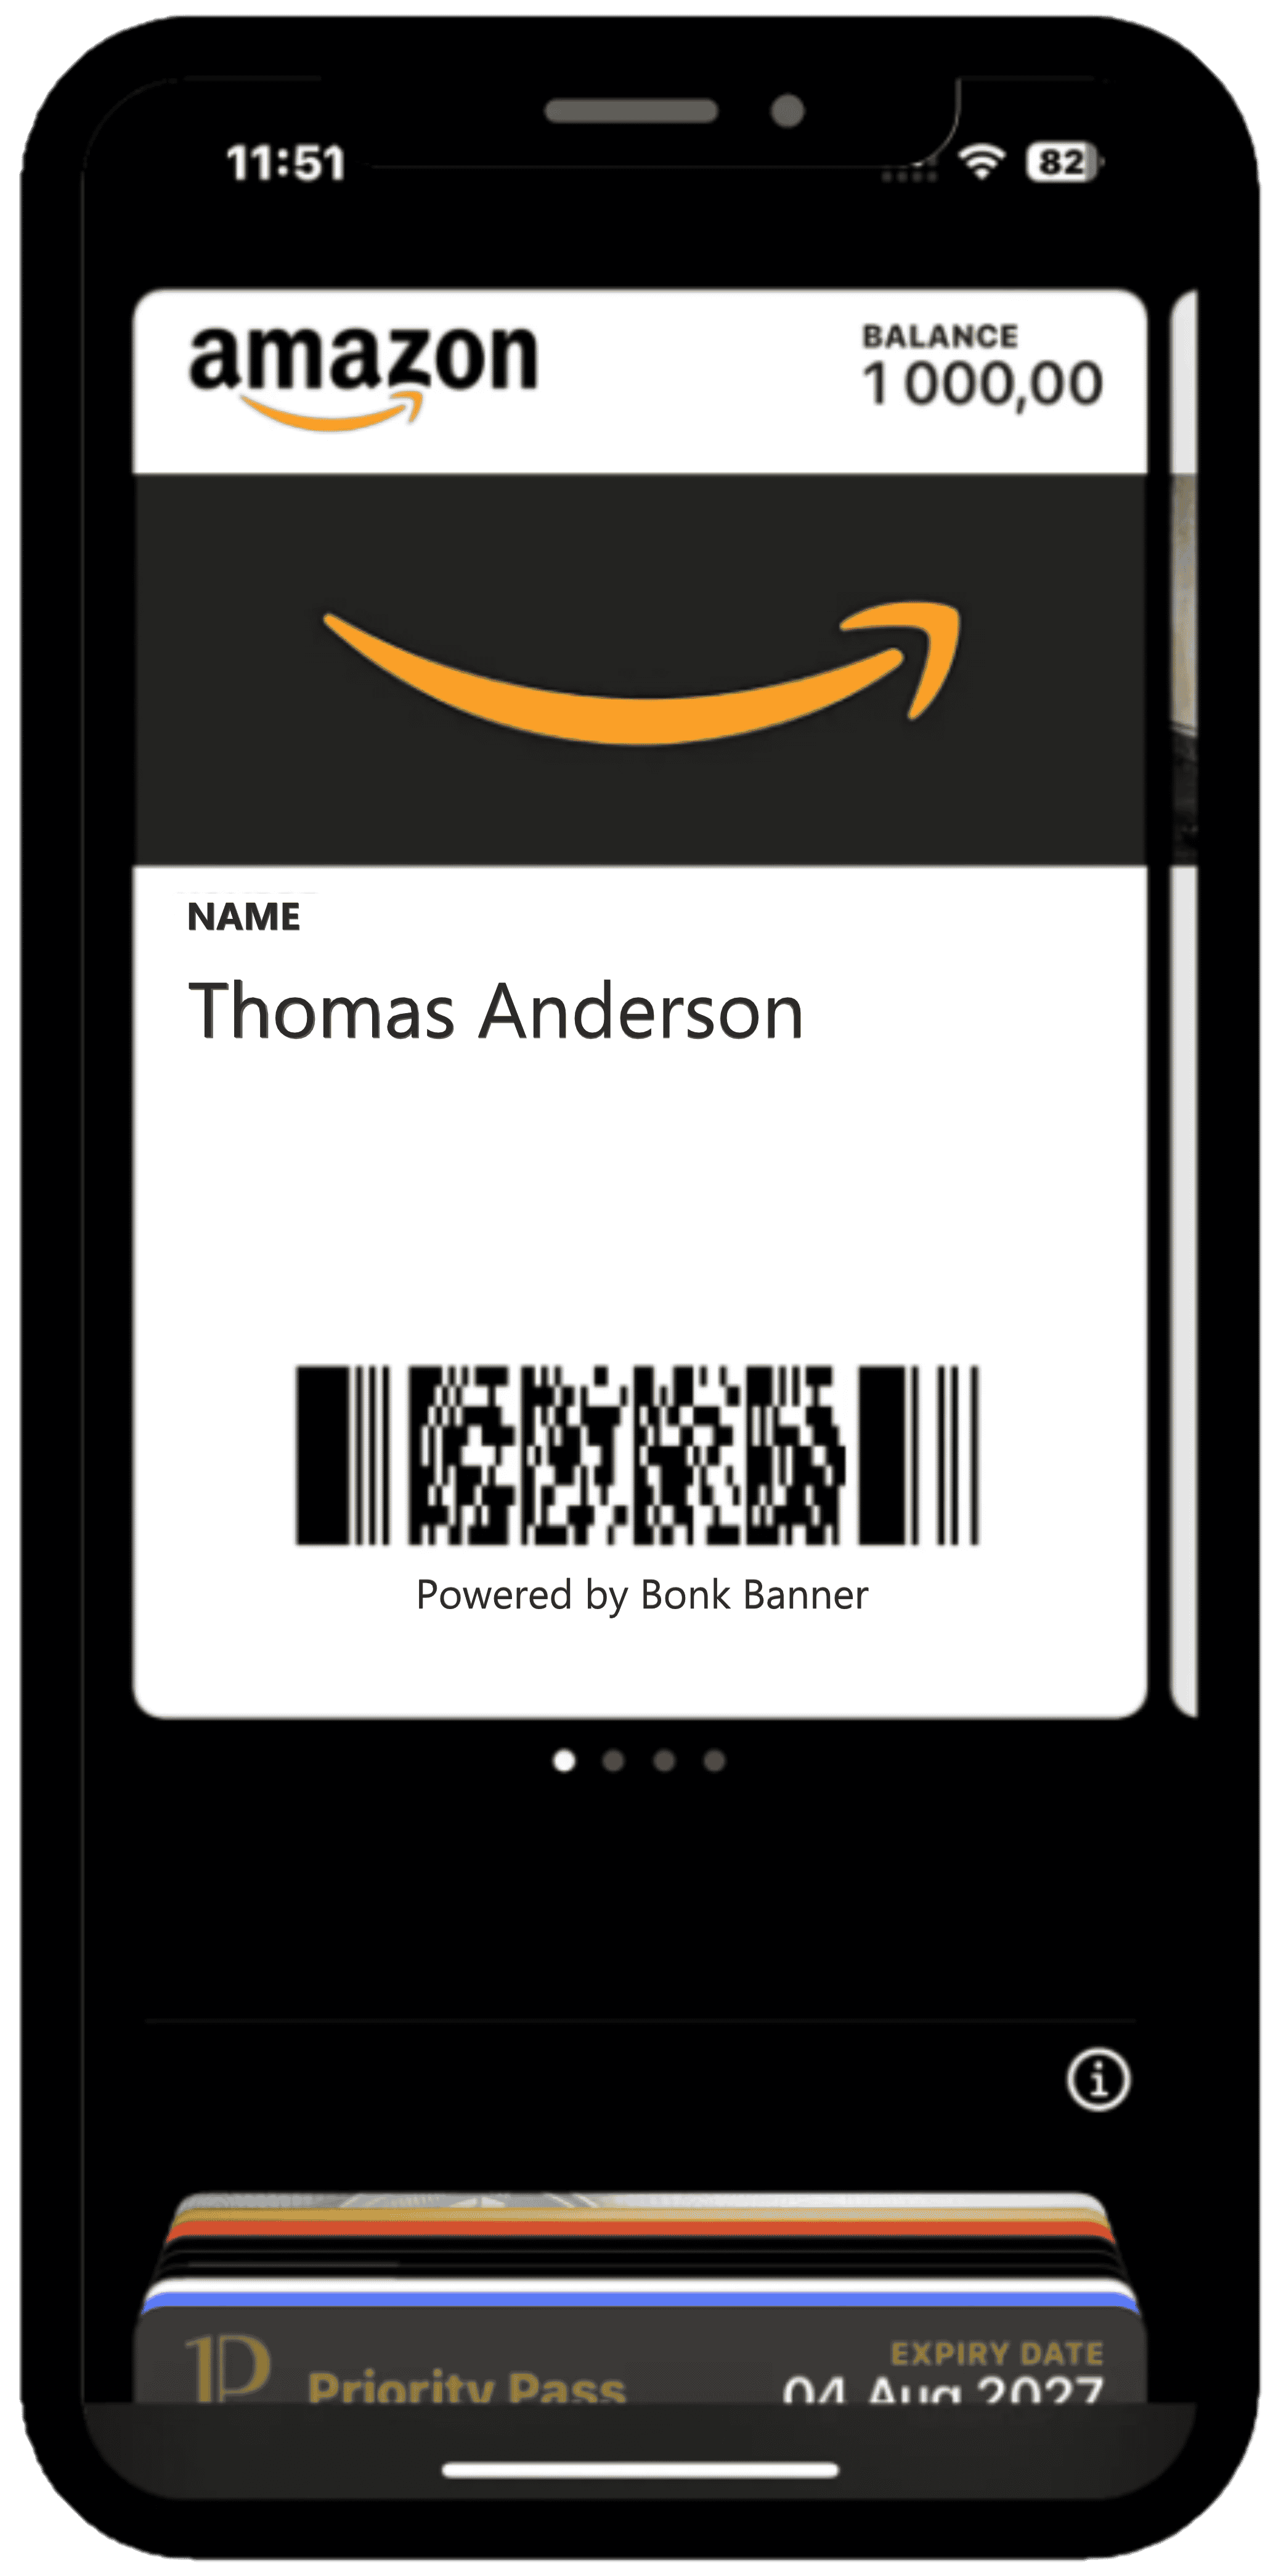 11:51
82
amazon
BALANCE
1 000,00
NAME
Thomas Anderson
Powered by Bonk Banner
EXPIRY DATE
Priority Pass
04 Aug 2027